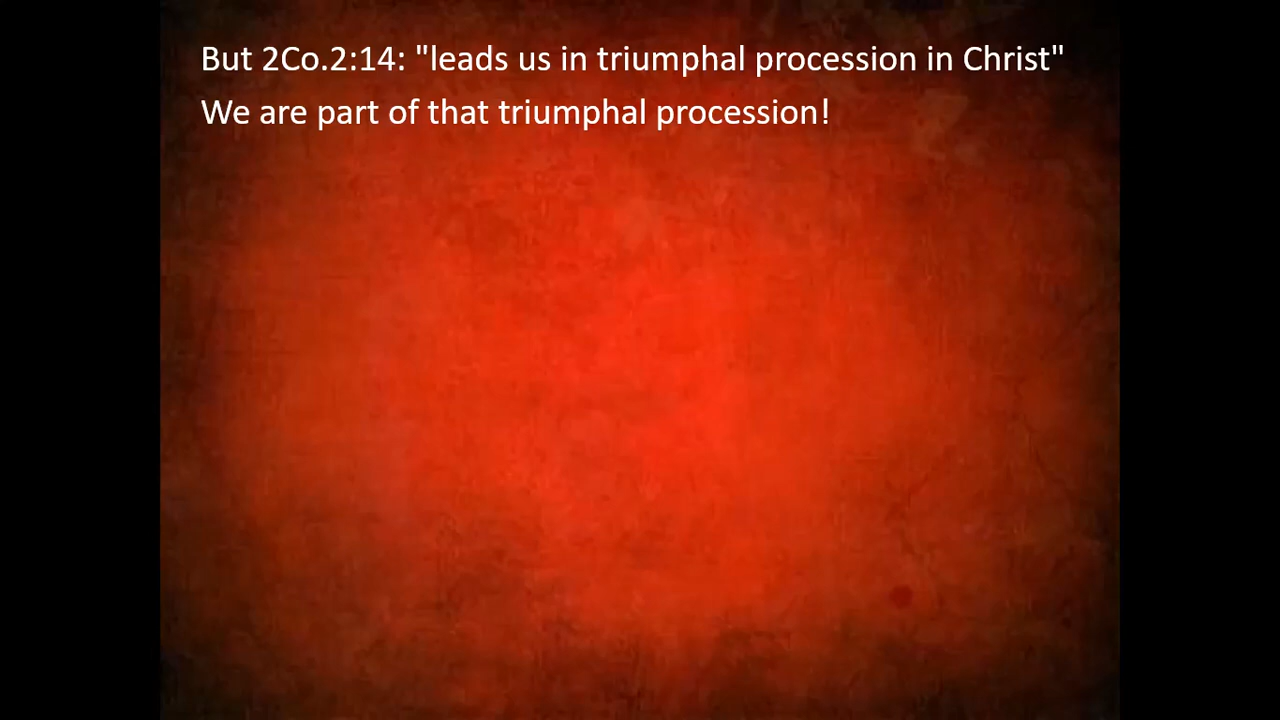 But 2Co.2:14: "leads us in triumphal procession in Christ"
We are part of that triumphal procession!